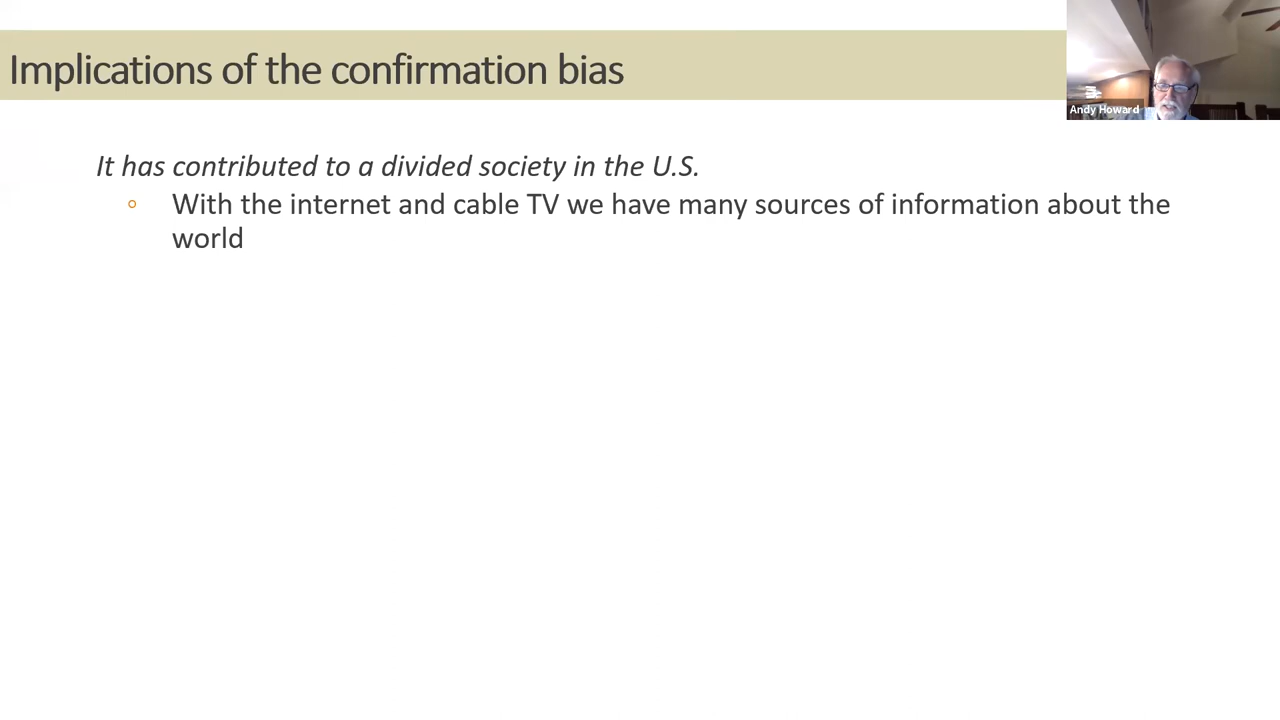 Implications of the confirmation bias
Andy Howard
It has contributed to a divided society in the U.S.
◦ With the internet and cable TV we have many sources of information about the
world